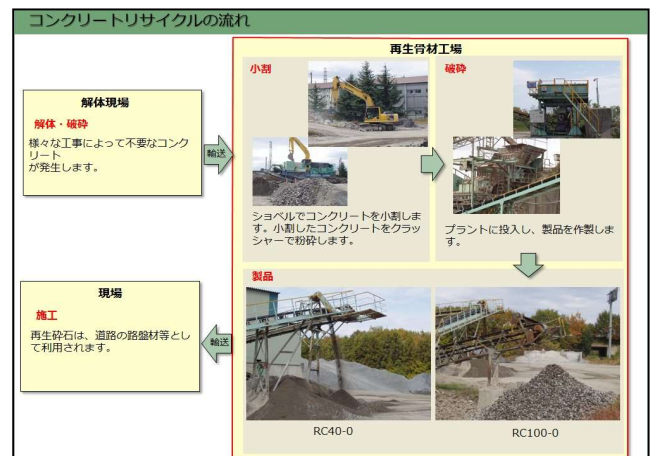 コンクリートリサイクルの流れ
再生骨材工場
小割
破砕
解体現場
解体・破砕
様々な工事によって不要なコンク
リート
が発生します。
輸送
ショベルでコンクリートを小割しま
す。小割したコンクリートをクラッ
シャーで粉砕します。
プラントに投入し、製品を作製しま
す。
製品
現場
施工
再生砕石は、道路の路盤材等とし
て利用されます。
輸送
RC40-0
RC100-0